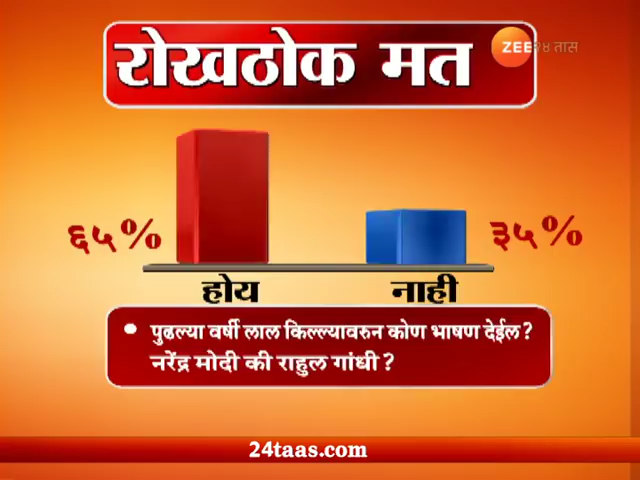 रोखठोक मत
ZEE २४ तास
६५%
३५%
होय
नाही
पुढल्या वर्षी लाल किल्ल्यावरुन कोण भाषण देईल?
नरेंद्र मोदी की राहुल गांधी?
24taas.com